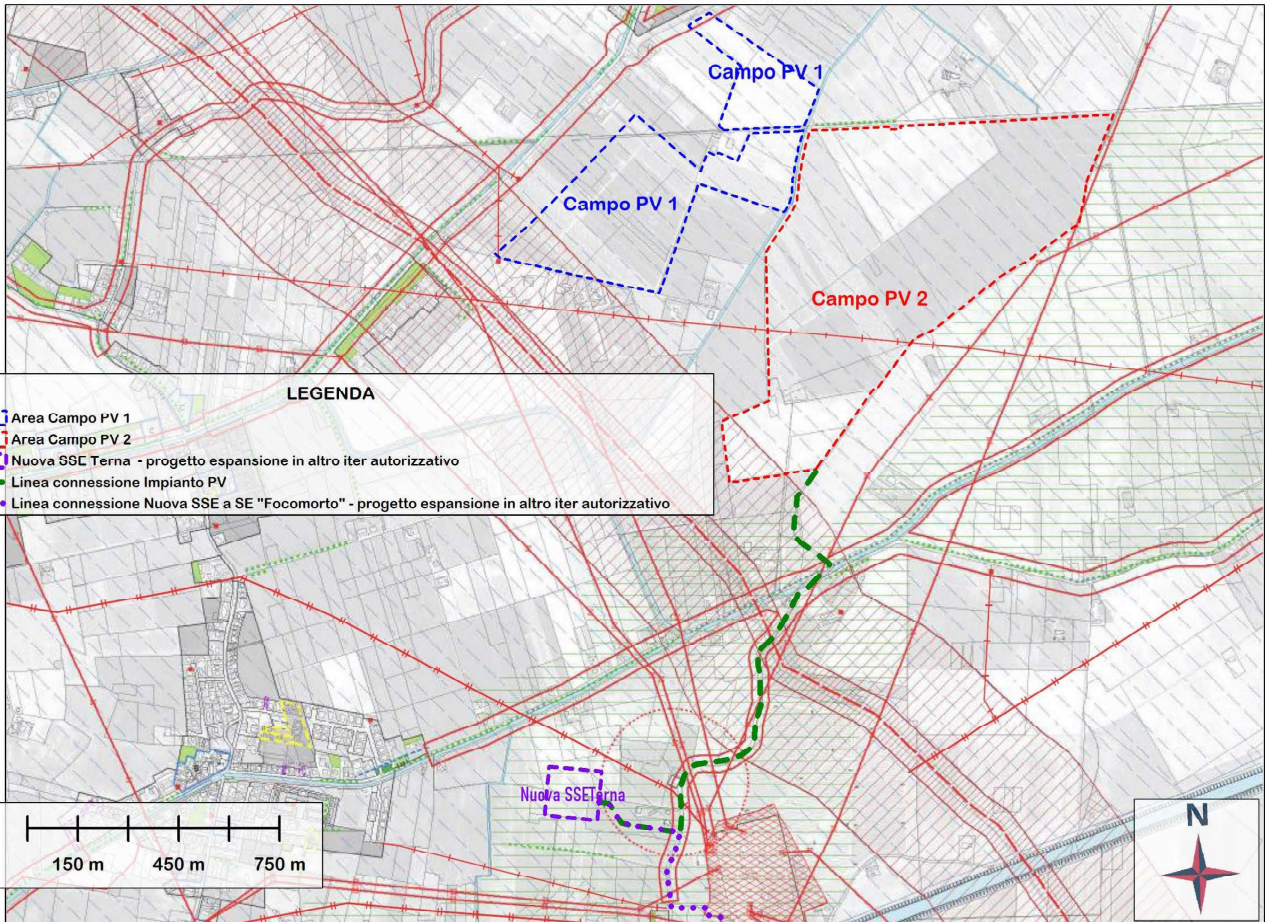 Campo PV 1
Campo PV 1
Campo PV 2
LEGENDA
Area Campo PV 1
Area Campo PV 2
Nuova SSE Terna - progetto espansione in altro iter autorizzativo
Linea connessione Impianto PV
Linea connessione Nuova SSE a SE "Focomorto" - progetto espansione in altro iter autorizzativo
Nuova SSE Terna
150 m 450 m 750 m
N